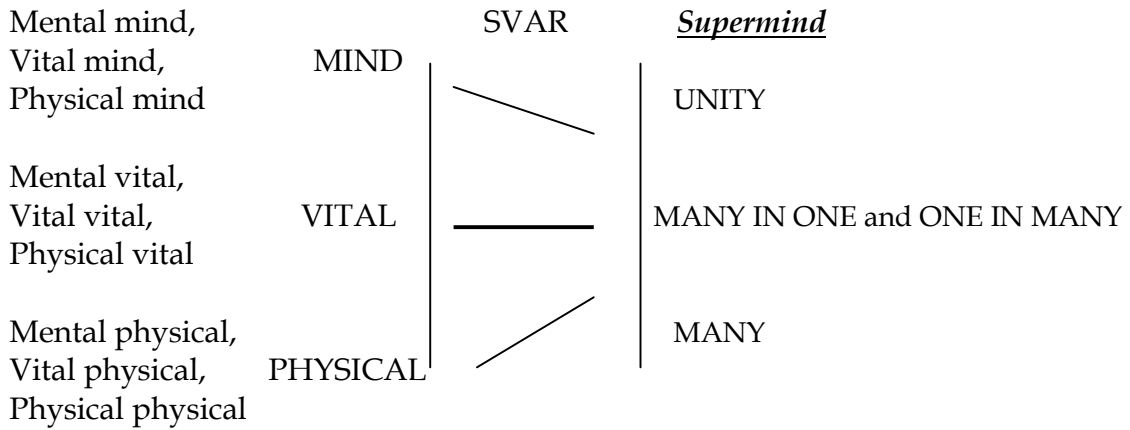 Mental mind, SVAR Supermind
Vital mind, MIND
Physical mind UNITY
Mental vital,
Vital vital, VITAL MANY IN ONE and ONE IN MANY
Physical vital
Mental physical, MANY
Vital physical, PHYSICAL
Physical physical